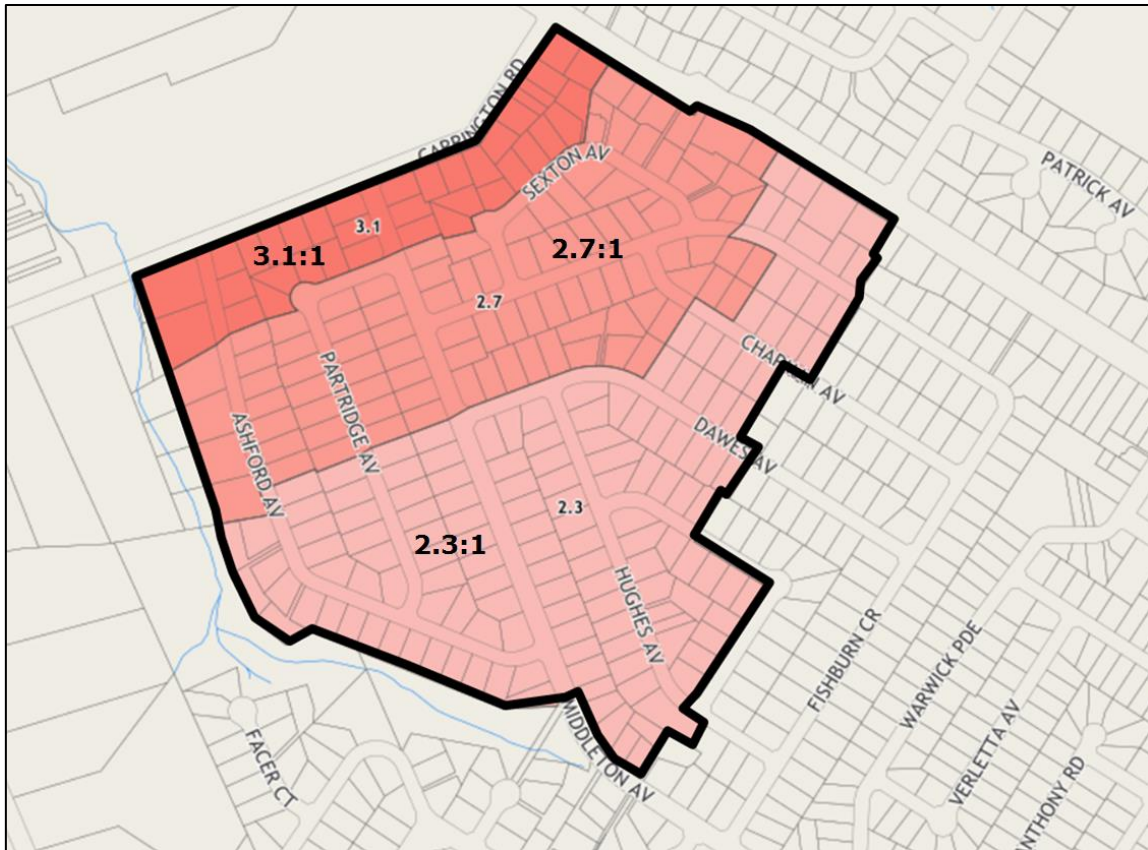 CARRINGTON RD
SEXTON AV
PATRICK AV
3.1
3.1:1
2.7:1
2.7
PARTRIDGE AV
CHAPMAN AV
ASHFORD AV
DAWES AV
2.3
2.3:1
HUGHES AV
FISHBURN CR
WARWICK PDE
MIDDLETON AV
VERLETTA AV
FACER CT
ANTHONY RD